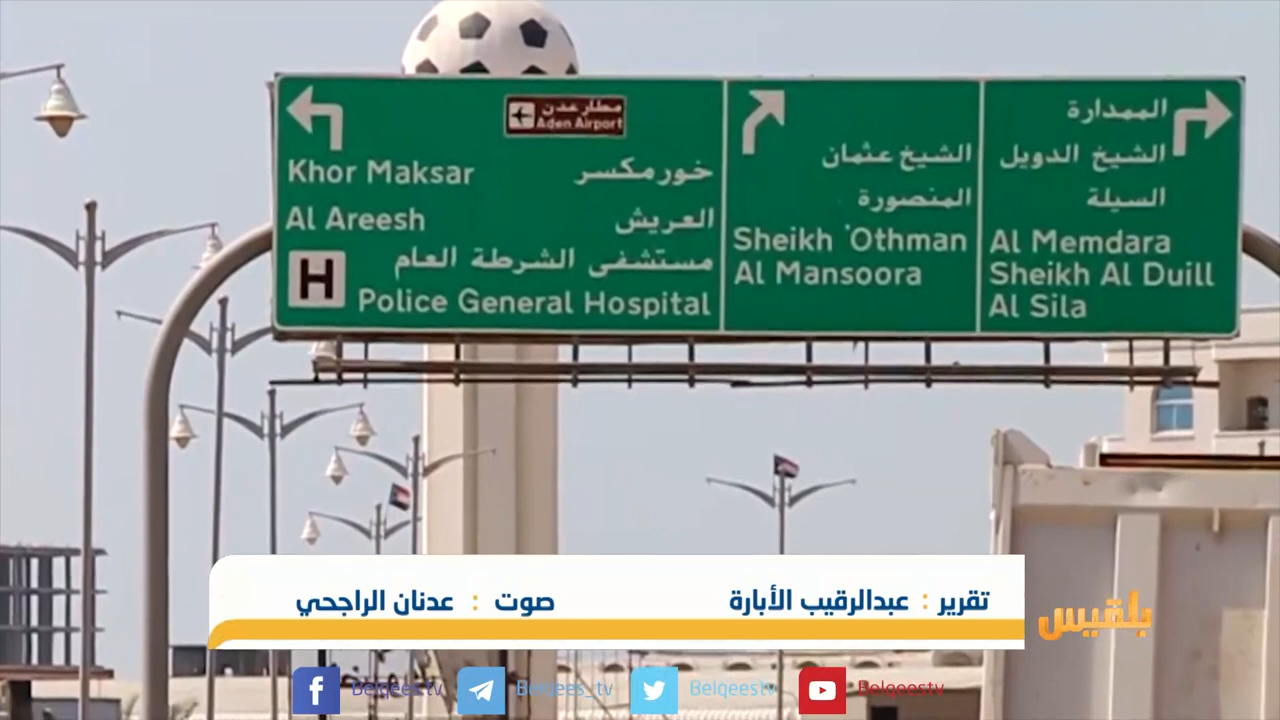 مطار عدن
Aden Airport
Khor Maksar
خور مكسر
Al Areesh
العريش
H
مستشفى الشرطة العام
Police General Hospital
الشيخ عثمان
المنصورة
Sheikh 'Othman
Al Mansoora
الممدارة
الشيخ الدويل
السيلة
Al Memdara
Sheikh Al Duill
Al Sila
تقرير : عبدالرقيب الأبارة
صوت : عدنان الراجحي
بلقيس
Belqees.tv
Belqees_tv
Belqeestv
Belqeestv